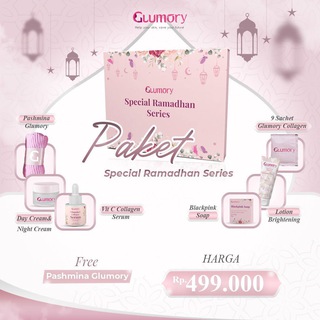 Glumory
Glumory
Special Ramadhan
Series
Paket
Special Ramadhan Series
Pashmina
Glumory
9 Sachet
Glumory Collagen
Day Cream&
Night Cream
Vit C Collagen
Serum
Blackpink
Soap
Lotion
Brightening
Free
Pashmina Glumory
HARGA
Rp.499.000